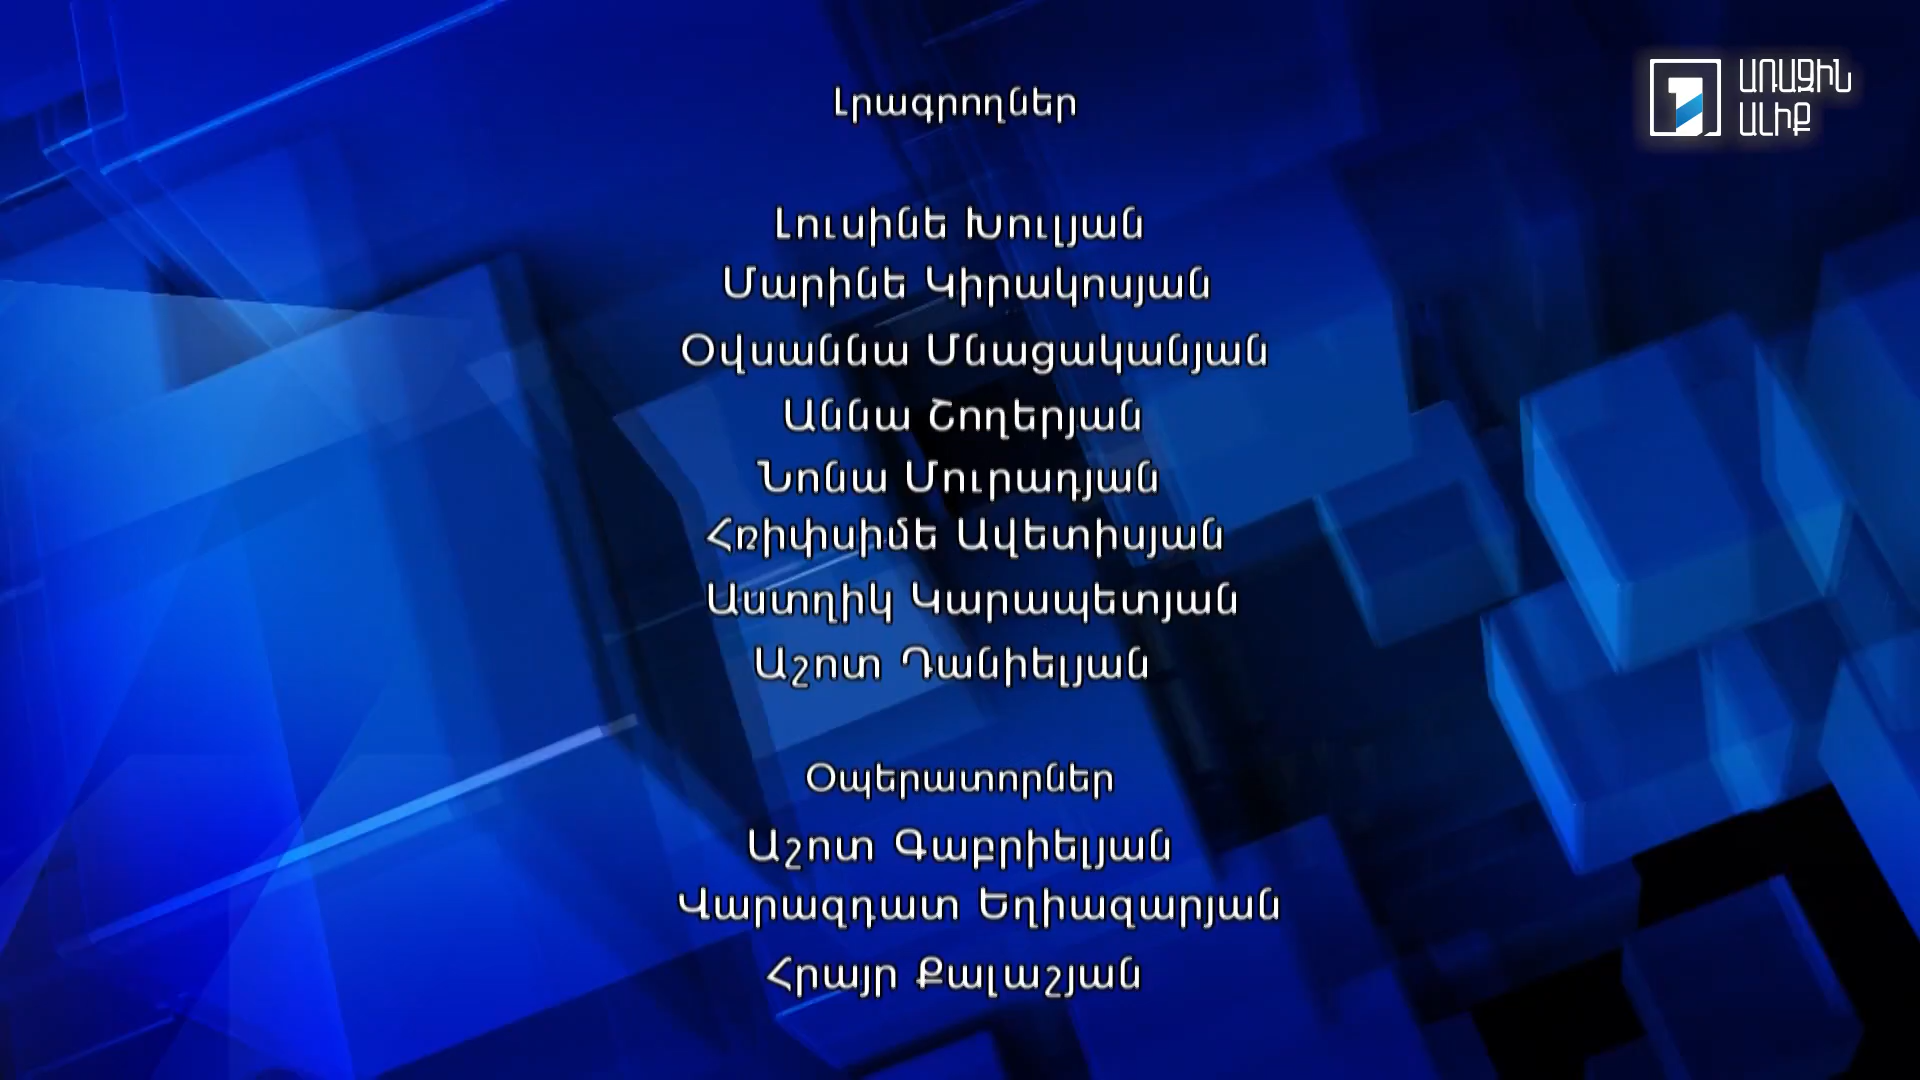 ԱՌԱՋԻՆ
ԱԼԻՔ
Լրագրողներ
Լուսինե Խուլյան
Մարինե Կիրակոսյան
Օվսաննա Մնացականյան
Աննա Շողերյան
Նոնա Մուրադյան
Հռիփսիմե Ավետիսյան
Աստղիկ Կարապետյան
Աշոտ Դանիելյան
Օպերատորներ
Աշոտ Գաբրիելյան
Վարազդատ Եղիազարյան
Հրայր Քալաշյան